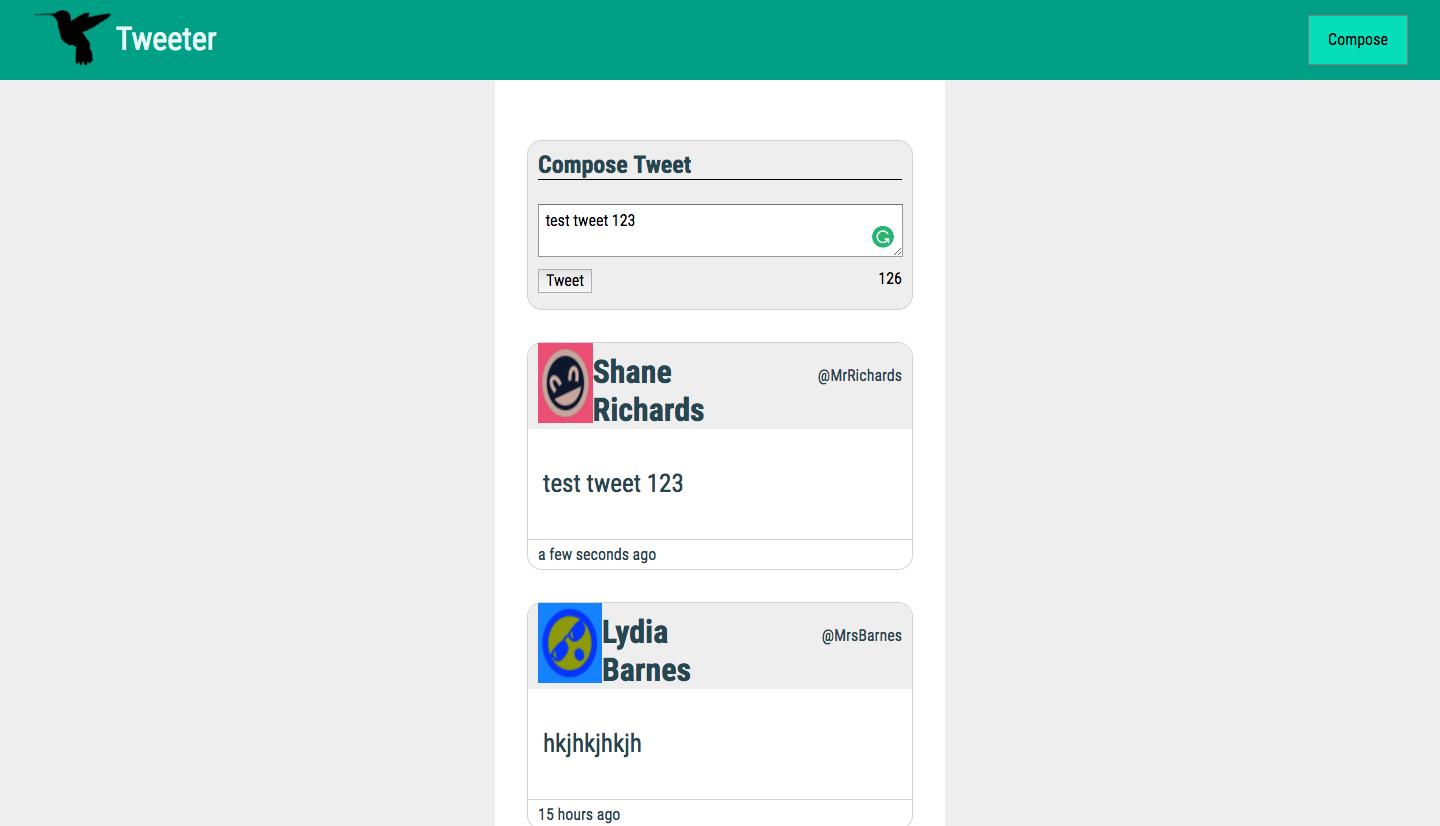 Tweeter
Compose
Compose Tweet
test tweet 123
Tweet
126
Shane
Richards
@MrRichards
test tweet 123
a few seconds ago
Lydia
Barnes
@MrsBarnes
hkjhkjhkjh
15 hours ago